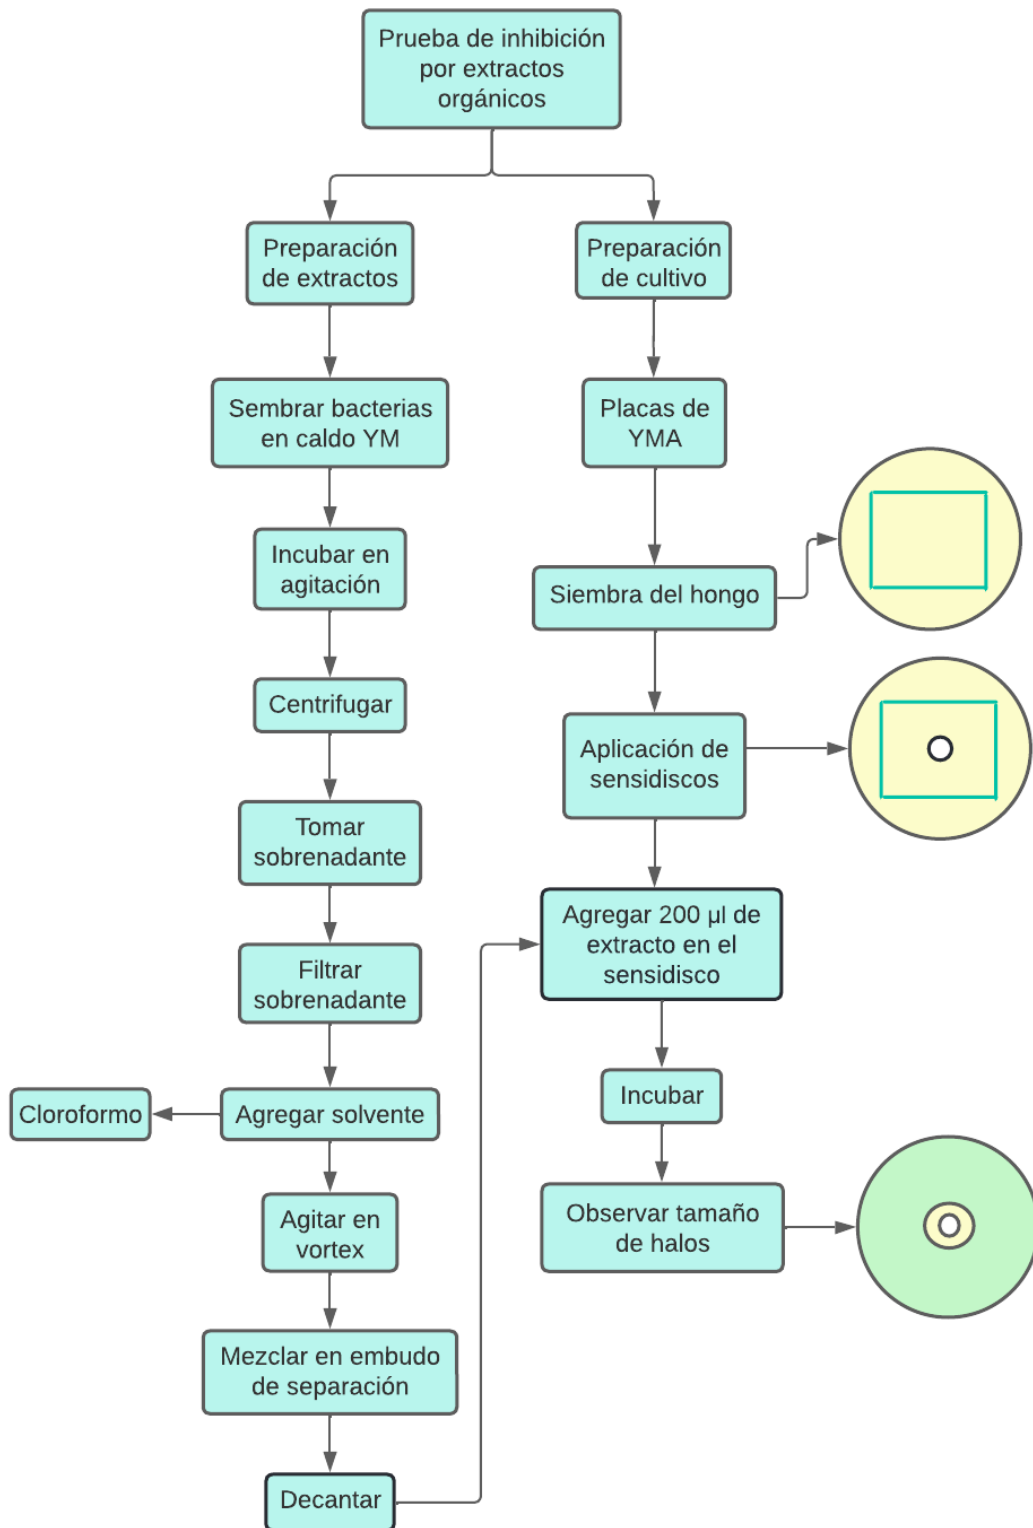 Prueba de inhibición
por extractos
orgánicos
Preparación
de extractos
Sembrar bacterias
en caldo YM
Incubar en
agitación
Centrifugar
Tomar
sobrenadante
Filtrar
sobrenadante
Agregar solvente
Cloroformo
Agitar en
vortex
Mezclar en embudo
de separación
Decantar
Preparación
de cultivo
Placas de
YMA
Siembra del hongo
Aplicación de
sensidiscos
Agregar 200 µl de
extracto en el
sensidisco
Incubar
Observar tamaño
de halos